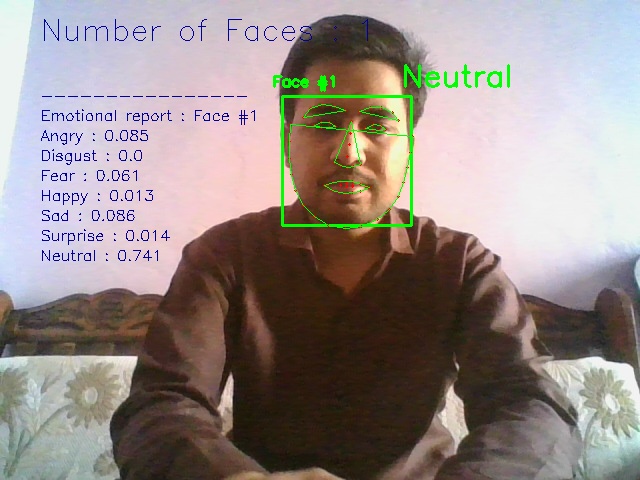 Number of Faces : 1
Face #1
Neutral
________________
Emotional report : Face #1
Angry : 0.085
Disgust : 0.0
Fear : 0.061
Happy : 0.013
Sad : 0.086
Surprise : 0.014
Neutral : 0.741